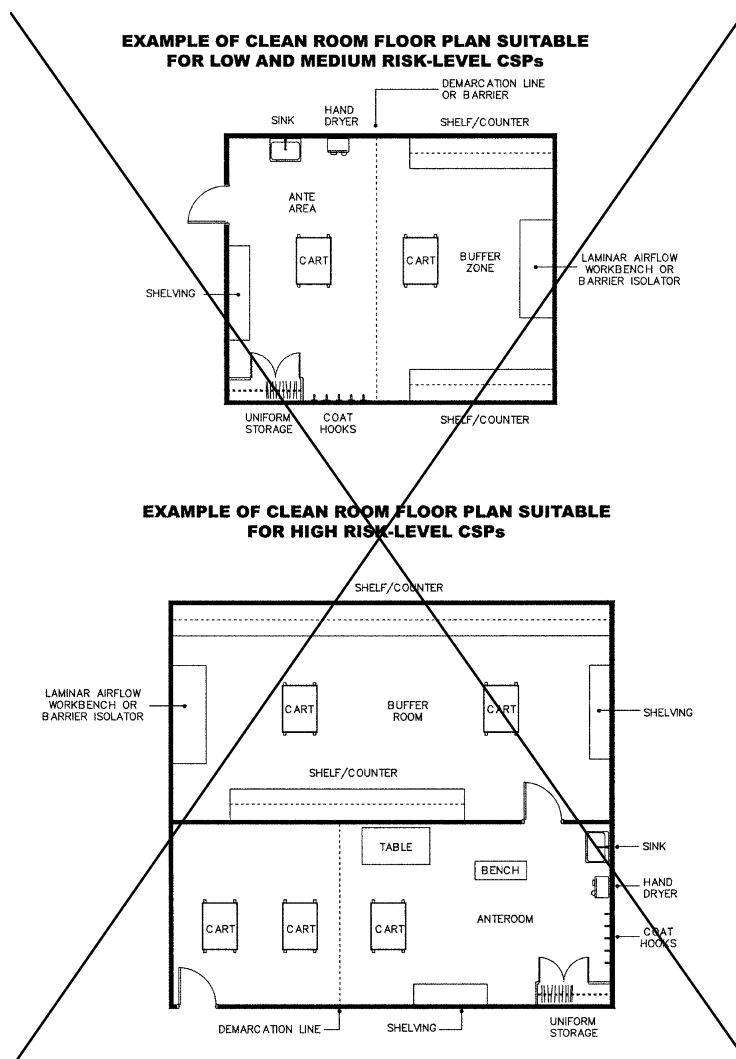 EXAMPLE OF CLEAN ROOM FLOOR PLAN SUITABLE
FOR LOW AND MEDIUM RISK-LEVEL CSPs
DEMARCATION LINE
OR BARRIER
SINK
HAND
DRYER
SHELF/COUNTER
ANTE
AREA
CART
CART
BUFFER
ZONE
LAMINAR AIRFLOW
WORKBENCH OR
BARRIER ISOLATOR
SHELVING
UNIFORM
STORAGE
COAT
HOOKS
SHELF/COUNTER
EXAMPLE OF CLEAN ROOM FLOOR PLAN SUITABLE
FOR HIGH RISK-LEVEL CSPs
SHELF/COUNTER
LAMINAR AIRFLOW
WORKBENCH OR
BARRIER ISOLATOR
CART
BUFFER
ROOM
CART
SHELVING
SHELF/COUNTER
TABLE
BENCH
SINK
HAND
DRYER
CART
CART
CART
ANTEROOM
COAT
HOOKS
DEMARCATION LINE
SHELVING
UNIFORM
STORAGE